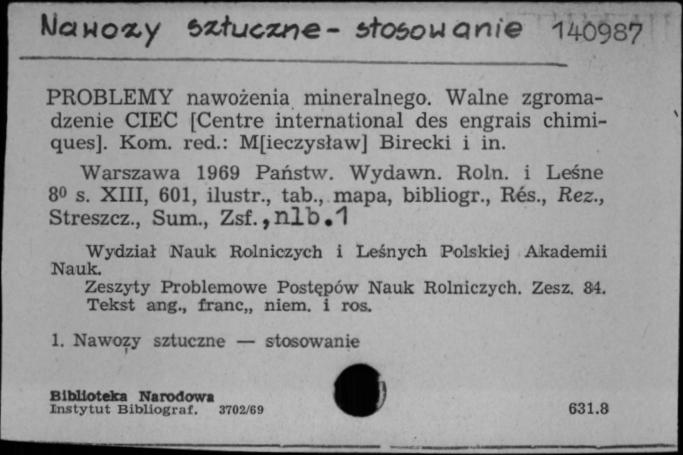 Nawozy sztuczne - stosowanie 140987
PROBLEMY nawożenia mineralnego. Walne zgroma-
dzenie CIEC [Centre international des engrais chimi-
ques]. Kom. red.: M[ieczysław] Birecki i in.
Warszawa 1969 Państw. Wydawn. Roln. i Leśne
8⁰ s. XIII, 601, ilustr., tab., mapa, bibliogr., Rés., Rez.,
Streszcz., Sum., Zsf., nlb.1
Wydział Nauk Rolniczych i Leśnych Polskiej Akademii
Nauk.
Zeszyty Problemowe Postępów Nauk Rolniczych. Zesz. 84.
Tekst ang., franc,, niem. i ros.
1. Nawozy sztuczne — stosowanie
Biblioteka Narodowa
Instytut Bibliograf. 3702/69 631.8